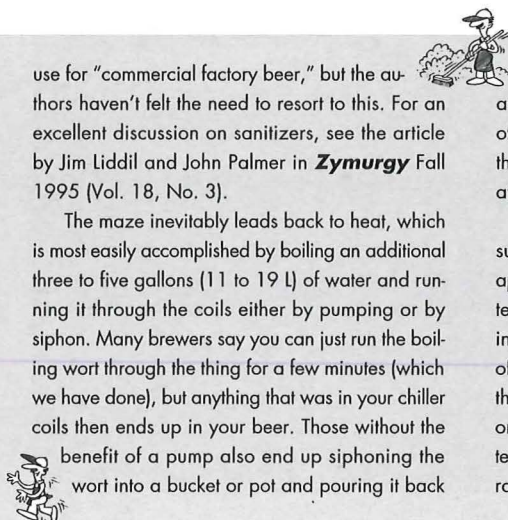 use for "commercial factory beer," but the au-
thors haven't felt the need to resort to this. For an
excellent discussion on sanitizers, see the article
by Jim Liddil and John Palmer in Zymurgy Fall
1995 (Vol. 18, No. 3).
The maze inevitably leads back to heat, which
is most easily accomplished by boiling an additional
three to five gallons (11 to 19 L) of water and run-
ning it through the coils either by pumping or by
siphon. Many brewers say you can just run the boil-
ing wort through the thing for a few minutes (which
we have done), but anything that was in your chiller
coils then ends up in your beer. Those without the
benefit of a pump also end up siphoning the
wort into a bucket or pot and pouring it back